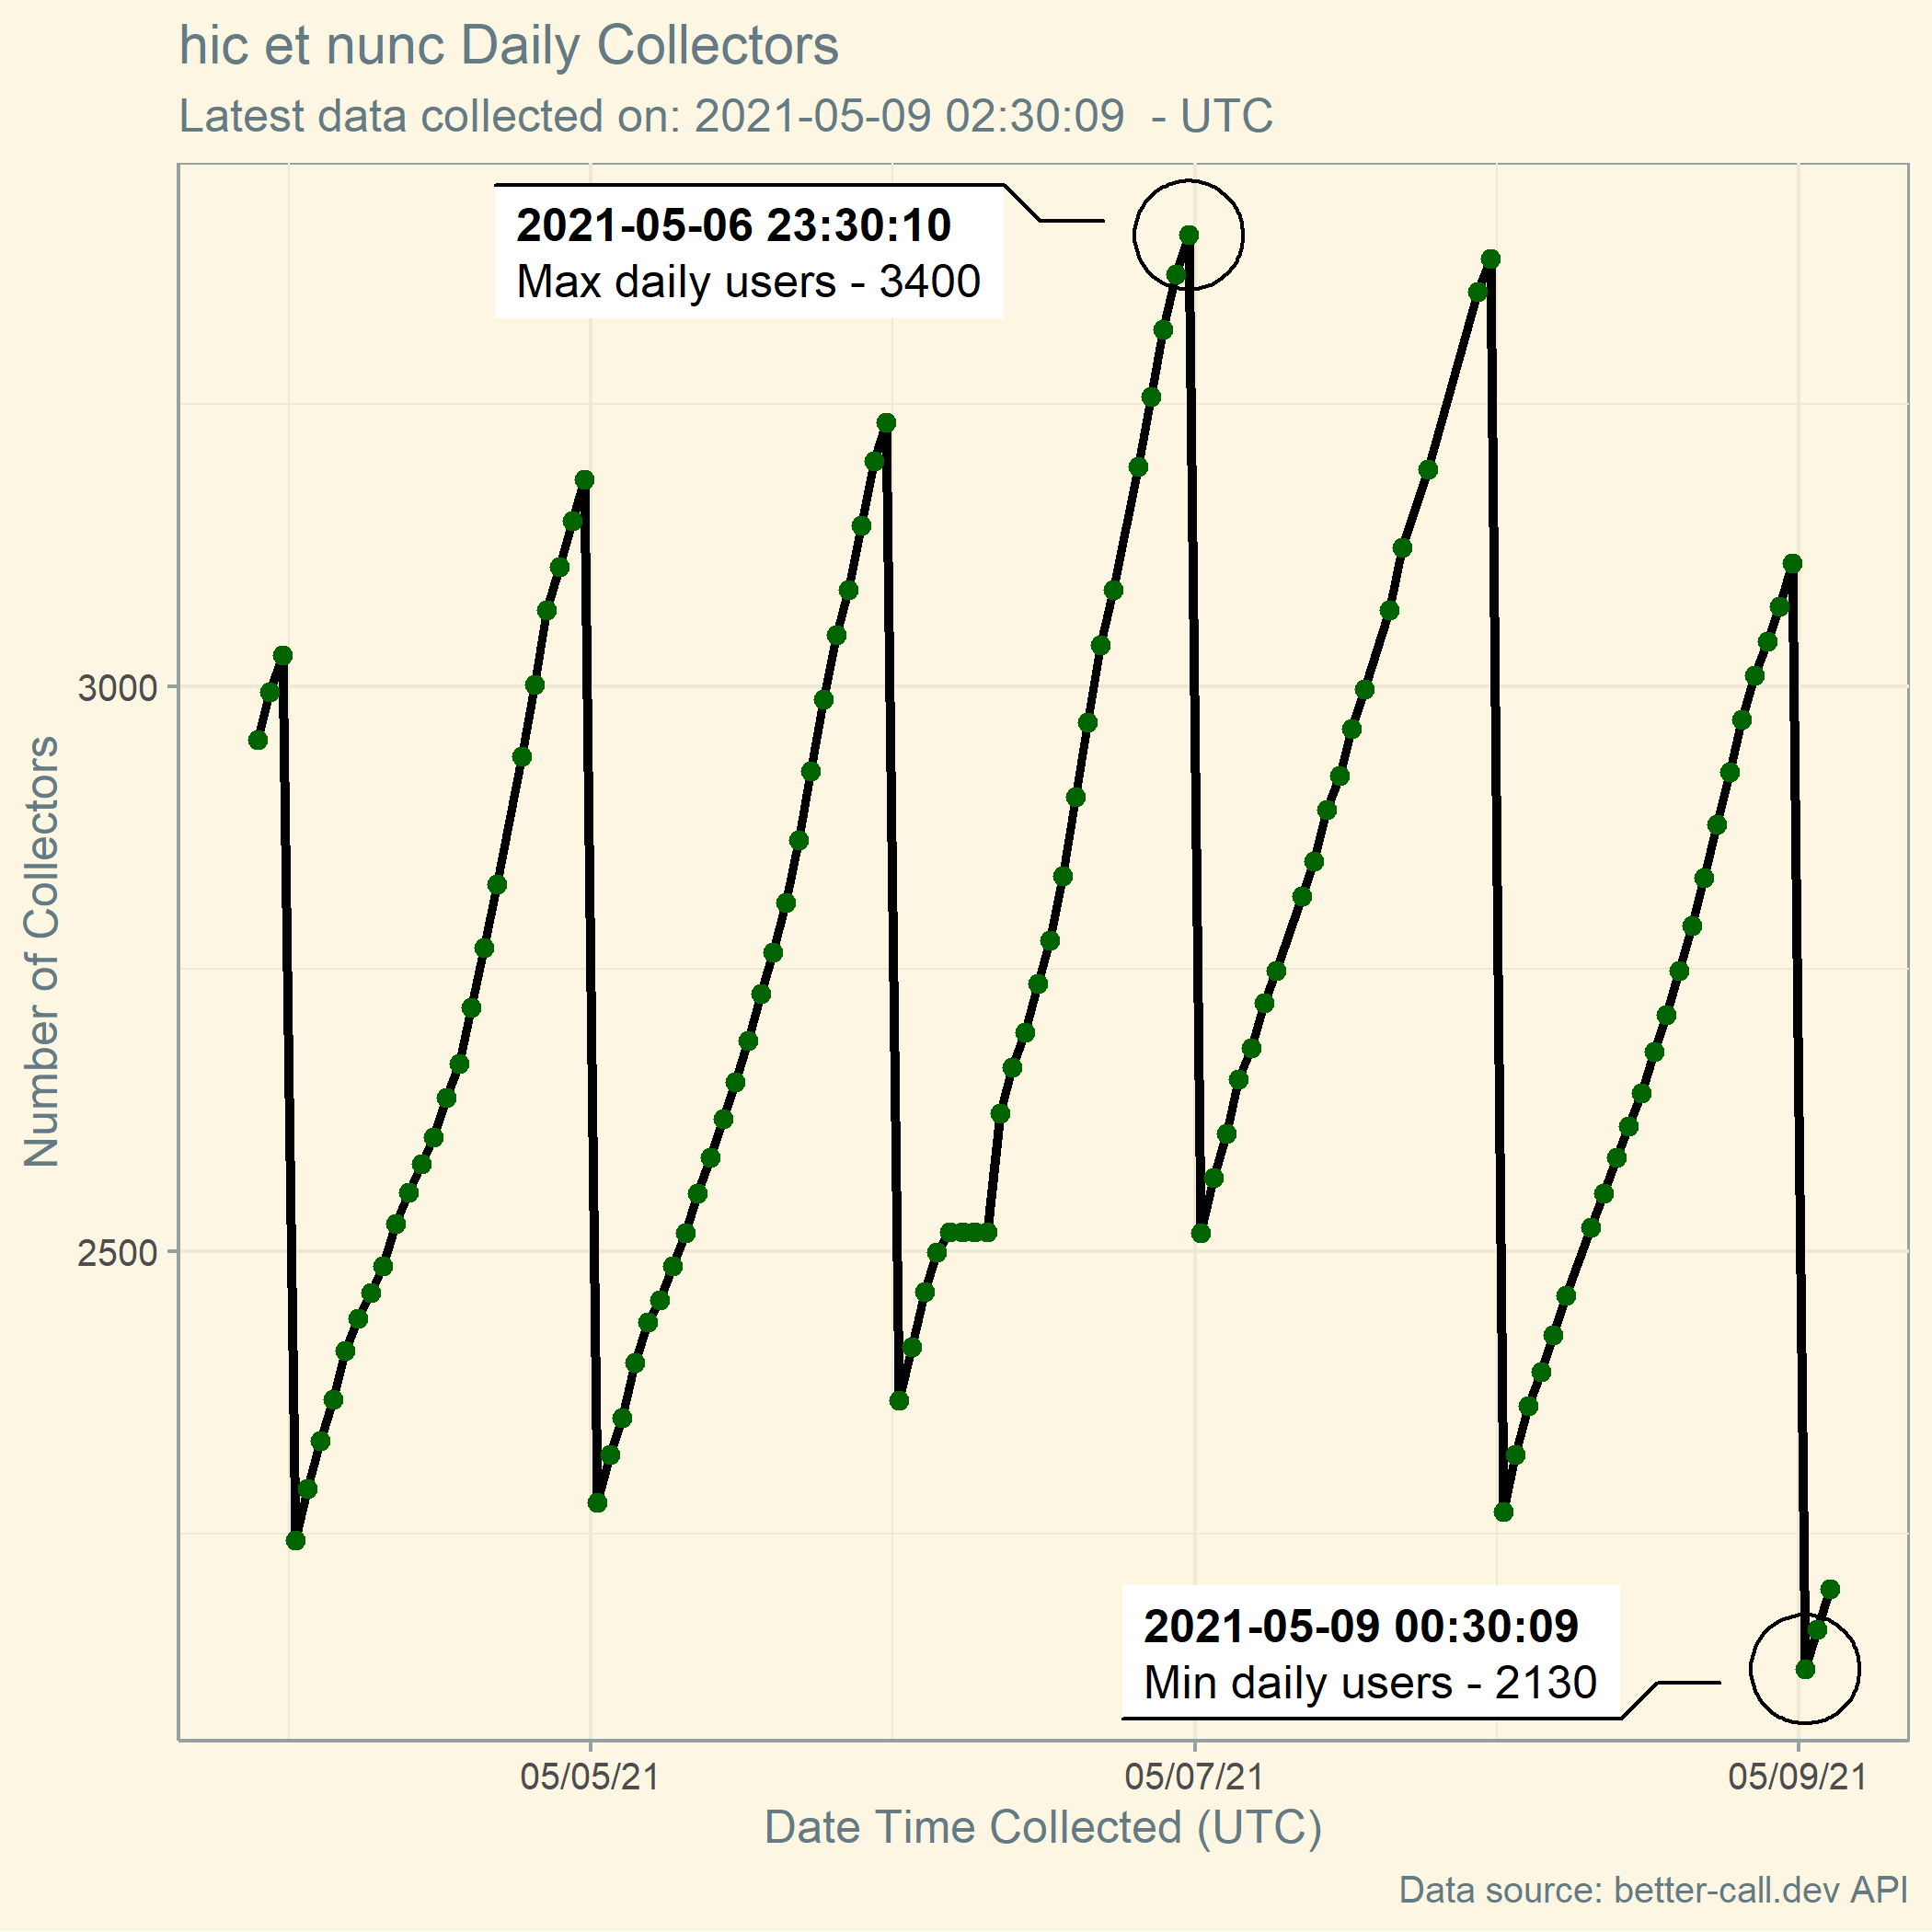 hic et nunc Daily Collectors
Latest data collected on: 2021-05-09 02:30:09  - UTC
2021-05-06 23:30:10
Max daily users - 3400
3000
Number of Collectors
2500
2021-05-09 00:30:09
Min daily users - 2130
05/05/21
05/07/21
05/09/21
Date Time Collected (UTC)
Data source: better-call.dev API